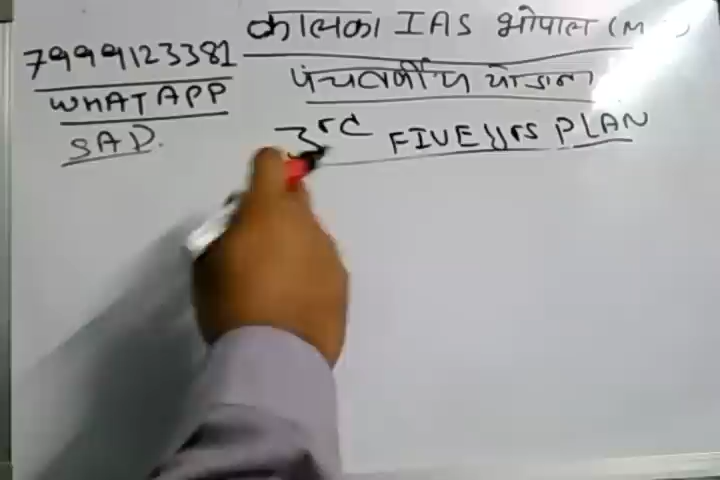 कालका IAS भोपाल (M
7999123381
WHATAPP
SAD.
पंचवर्षीय योजना
3rd FIVE yrs PLAN